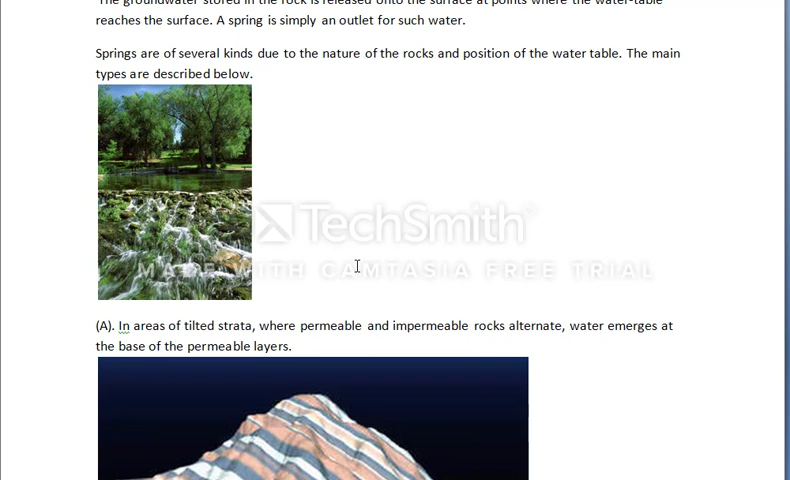 The groundwater stored in the rock is released onto the surface at points where the water-table
reaches the surface. A spring is simply an outlet for such water.
Springs are of several kinds due to the nature of the rocks and position of the water table. The main
types are described below.
TechSmith
MADE WITH CAMTASIA FREE TRIAL
(A). In areas of tilted strata, where permeable and impermeable rocks alternate, water emerges at
the base of the permeable layers.